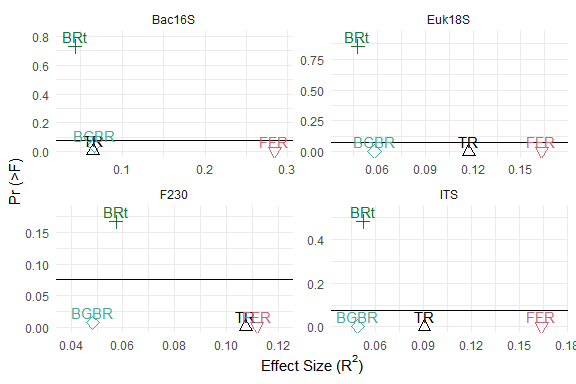 Bac16S
Euk18S
0.8
0.6
0.4
0.2
0.0
BRt
BGBR
TR
FER
0.1
0.2
0.3
0.75
0.50
0.25
0.00
BRt
BGBR
TR
FER
0.06
0.09
0.12
0.15
F230
ITS
0.15
0.10
0.05
0.00
BRt
BGBR
TR
FER
0.04
0.06
0.08
0.10
0.12
0.4
0.2
0.0
BRt
BGBR
TR
FER
0.06
0.09
0.12
0.15
0.18
Pr (>F)
Effect Size (R²)